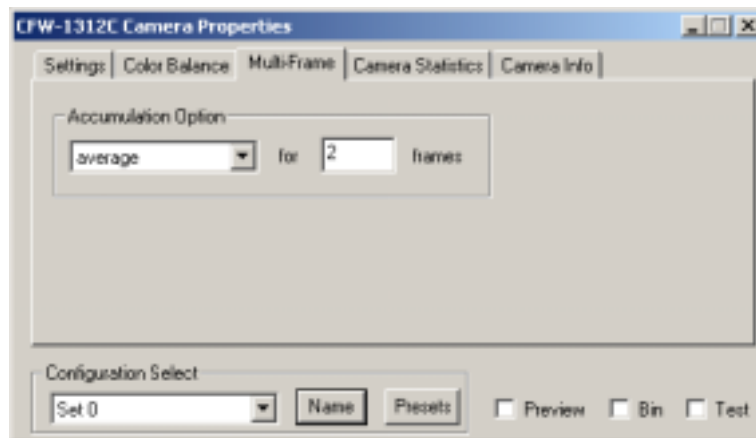 CFW-1312C Camera Properties
Settings Color Balance Multi-Frame Camera Statistics Camera Info
Accumulation Option
average for 2 frames
Configuration Select
Set 0 Name Presets Preview Bin Test